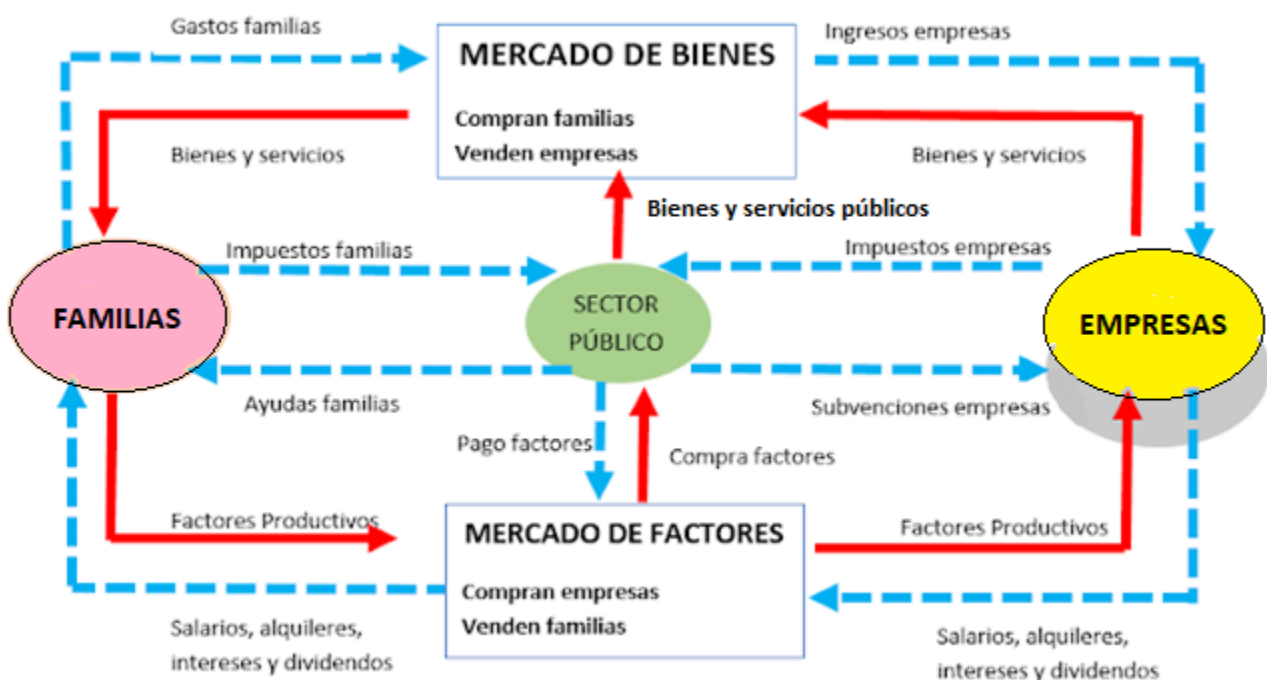 Gastos familias
MERCADO DE BIENES
Ingresos empresas
Compran familias
Venden empresas
Bienes y servicios
Bienes y servicios
Bienes y servicios públicos
Impuestos familias
Impuestos empresas
FAMILIAS
SECTOR
PÚBLICO
EMPRESAS
Ayudas familias
Subvenciones empresas
Pago factores
Compra factores
Factores Productivos
MERCADO DE FACTORES
Factores Productivos
Compran empresas
Venden familias
Salarios, alquileres,
intereses y dividendos
Salarios, alquileres,
intereses y dividendos